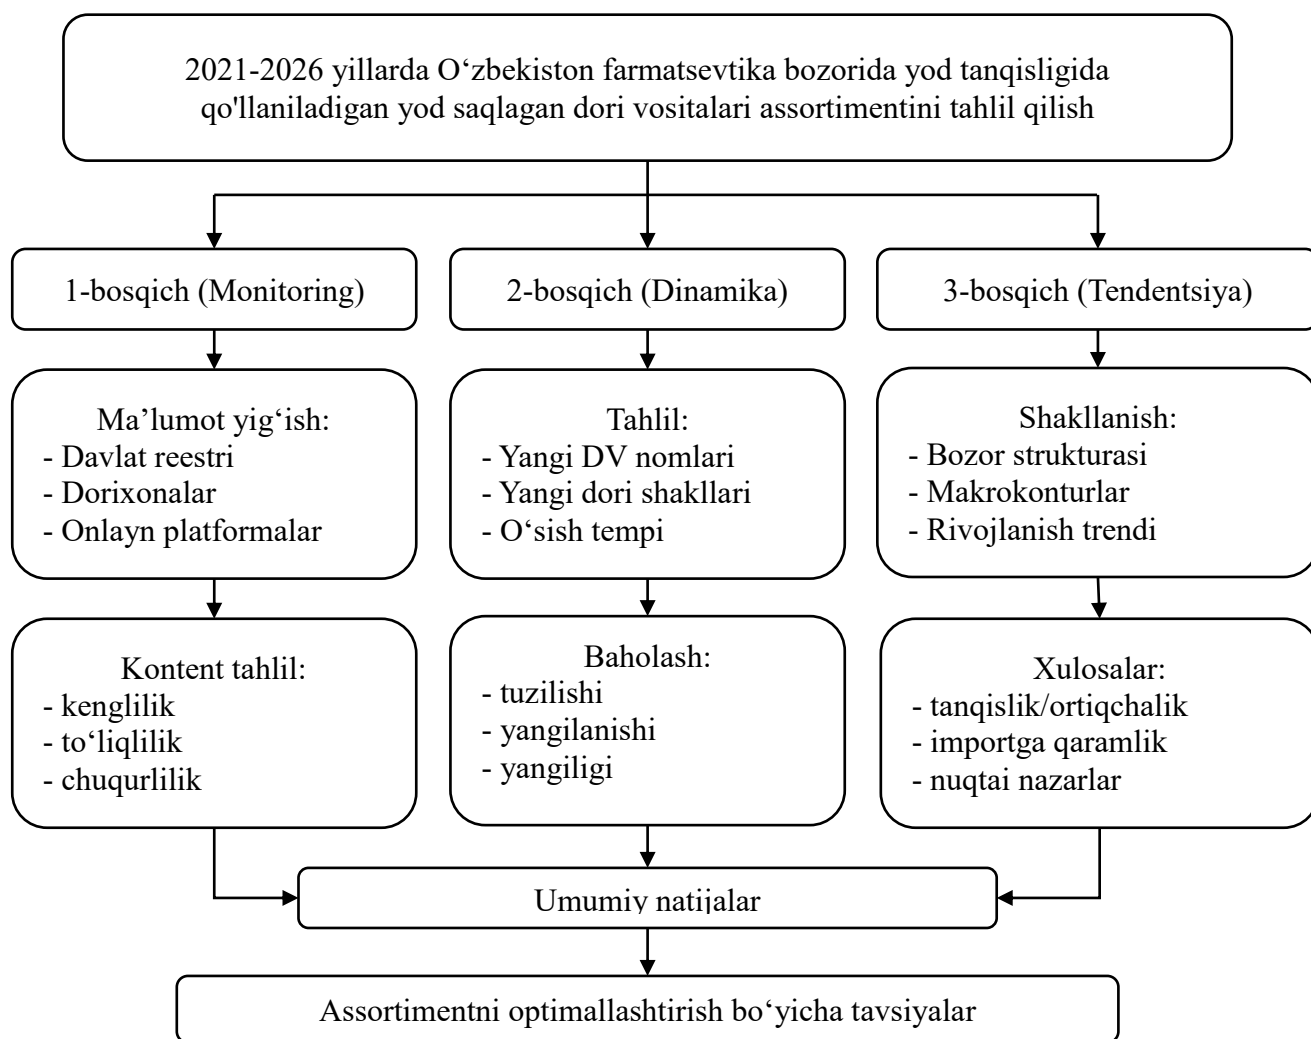 2021-2026 yillarda O‘zbekiston farmatsevtika bozorida yod tanqisligida
qo'llaniladigan yod saqlagan dori vositalari assortimentini tahlil qilish
1-bosqich (Monitoring)
2-bosqich (Dinamika)
3-bosqich (Tendentsiya)
Ma’lumot yig‘ish:
- Davlat reestri
- Dorixonalar
- Onlayn platformalar
Tahlil:
- Yangi DV nomlari
- Yangi dori shakllari
- O‘sish tempi
Shakllanish:
- Bozor strukturasi
- Makrokonturlar
- Rivojlanish trendi
Kontent tahlil:
- kenglilik
- to‘liqlilik
- chuqurlilik
Baholash:
- tuzilishi
- yangilanishi
- yangiligi
Xulosalar:
- tanqislik/ortiqchalik
- importga qaramlik
- nuqtai nazarlar
Umumiy natijalar
Assortimentni optimallashtirish bo‘yicha tavsiyalar